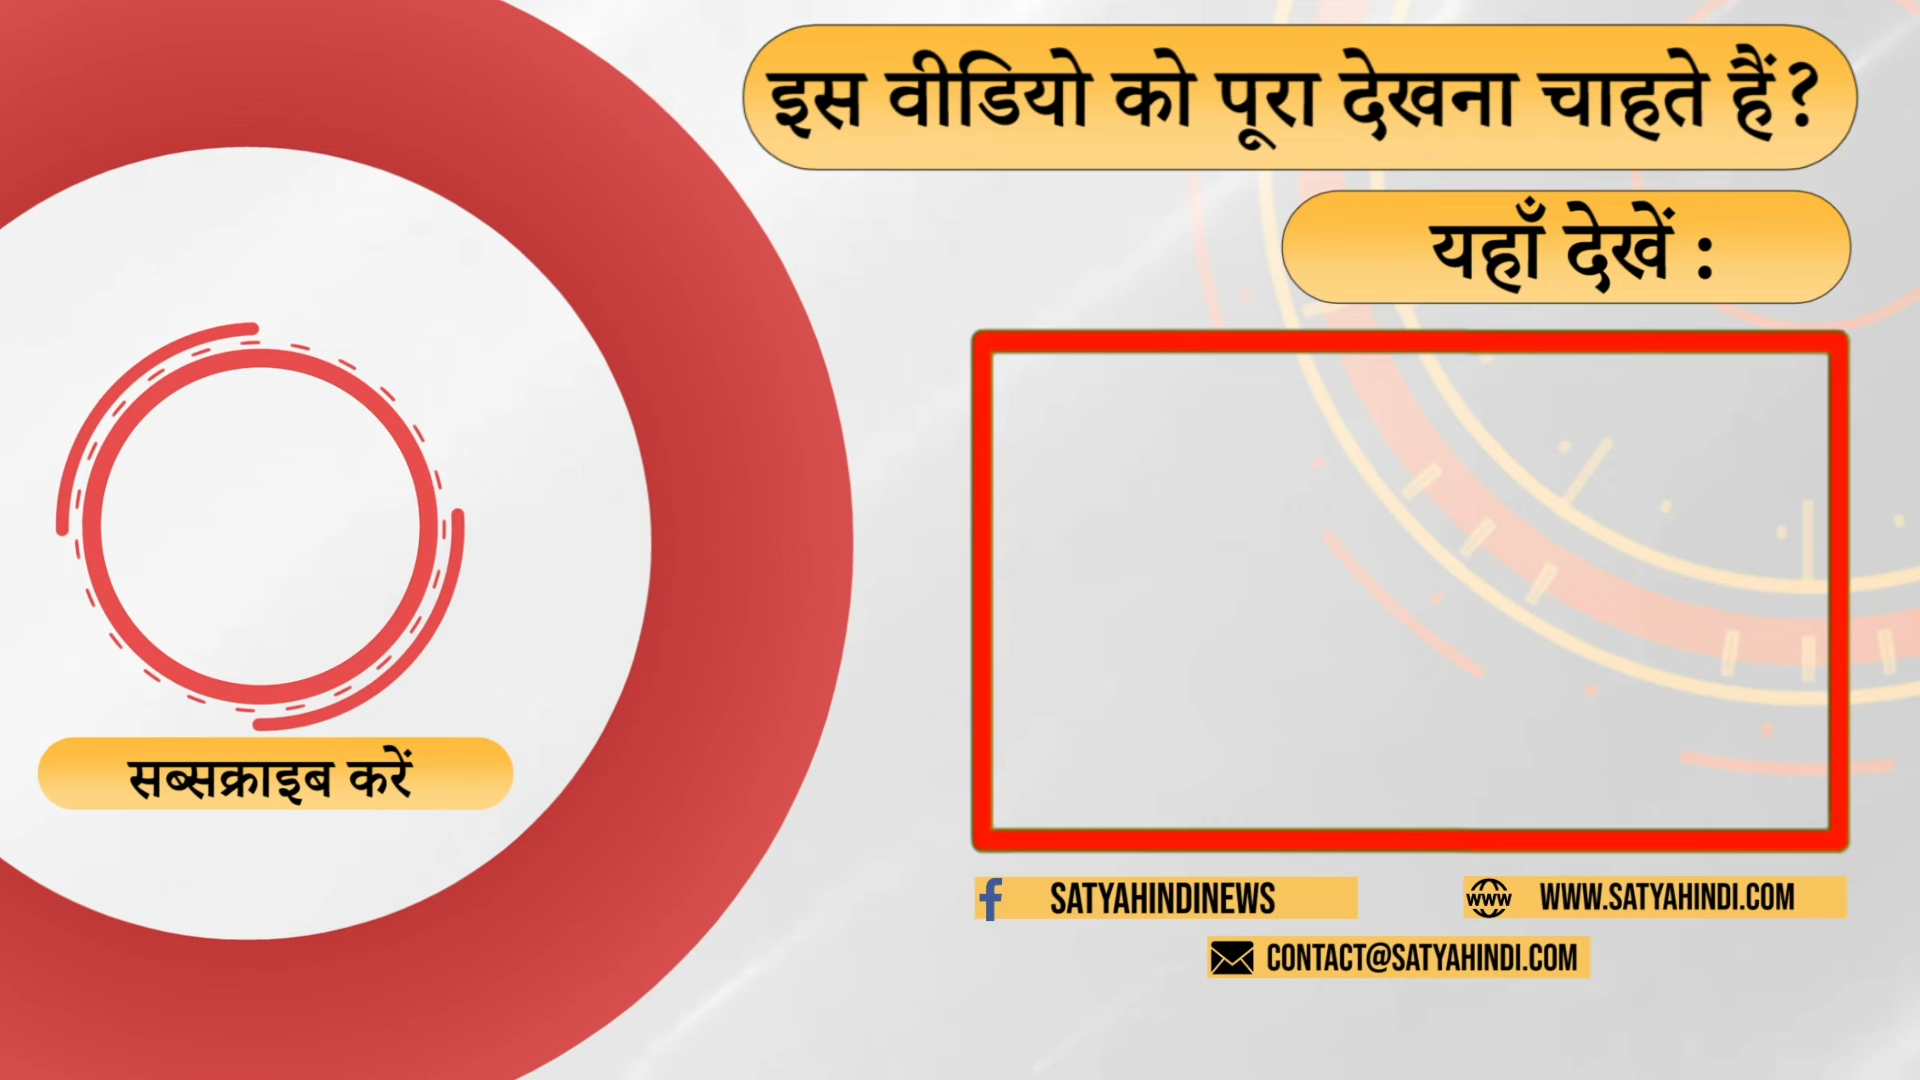 इस वीडियो को पूरा देखना चाहते हैं?
यहाँ देखें :
सब्सक्राइब करें
SATYAHINDINEWS
WWW WWW.SATYAHINDI.COM
CONTACT@SATYAHINDI.COM